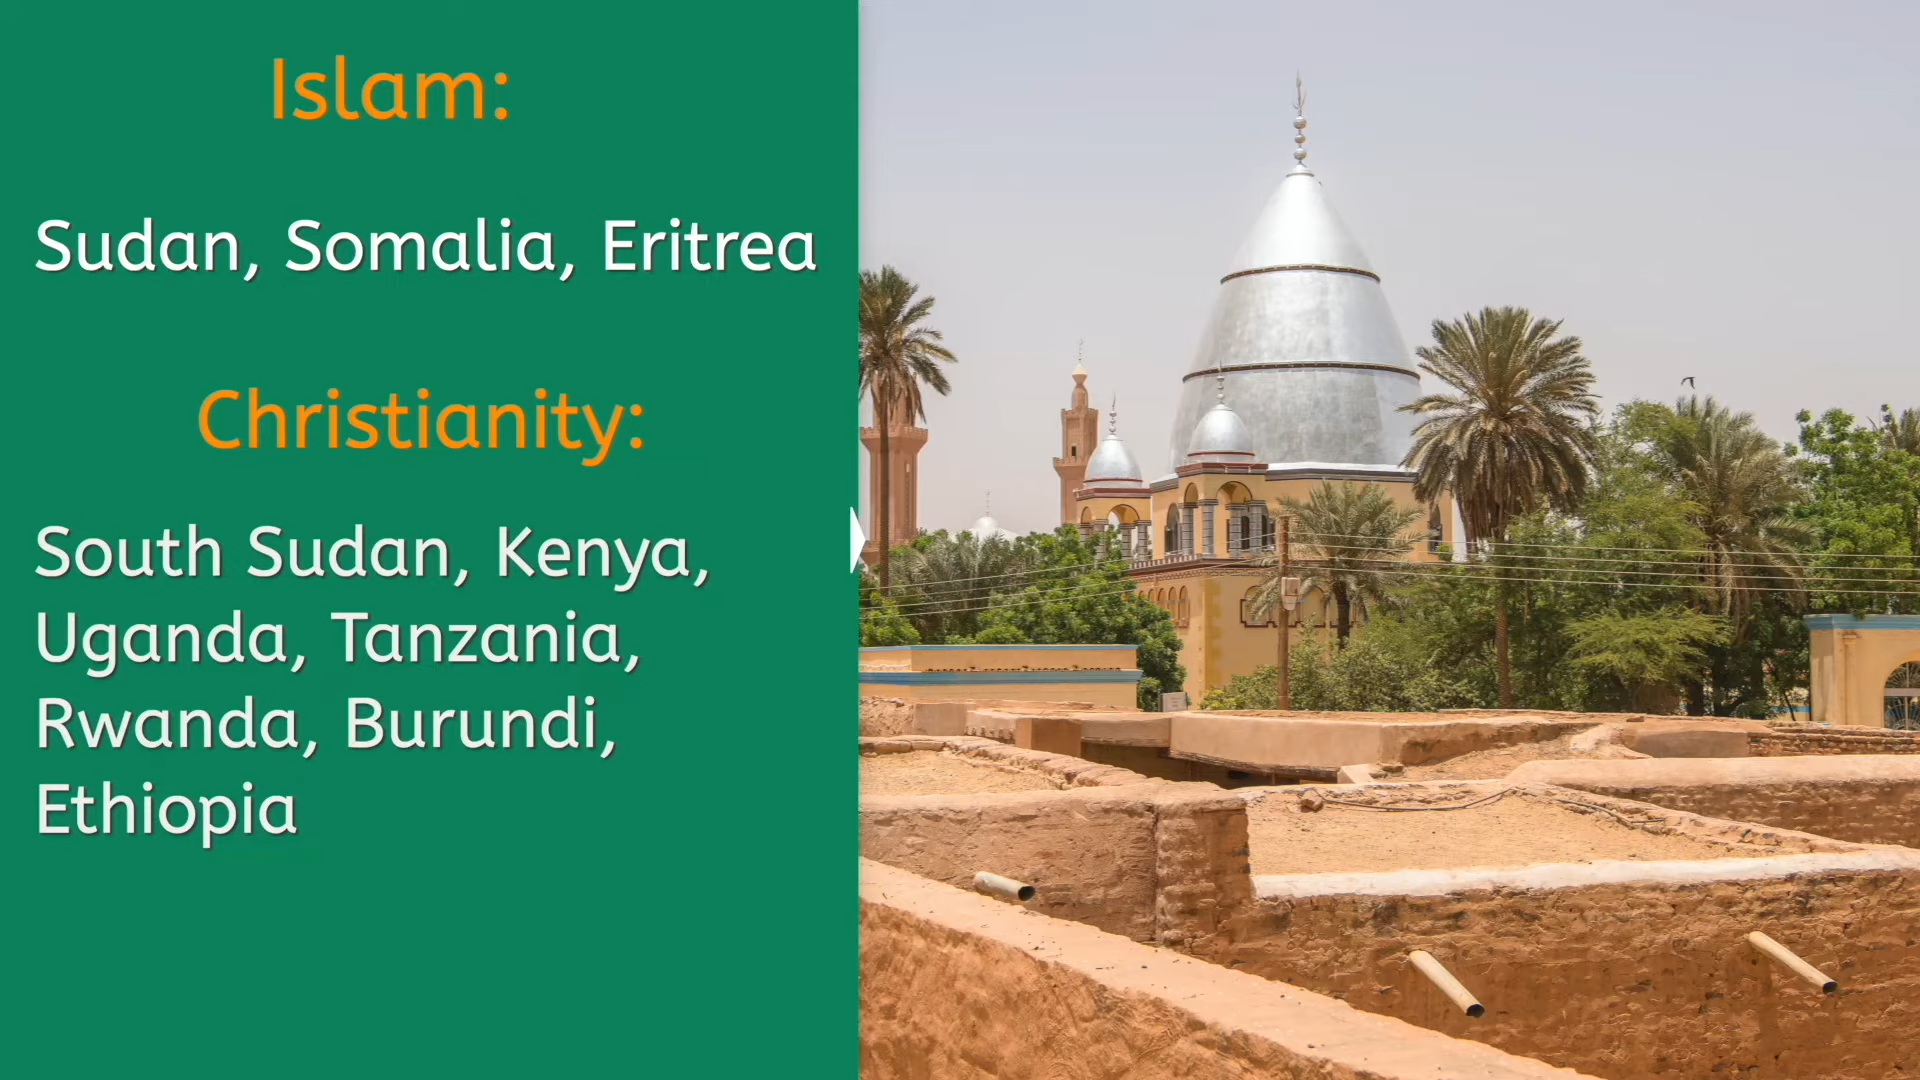 Islam:
Sudan, Somalia, Eritrea
Christianity:
South Sudan, Kenya,
Uganda, Tanzania,
Rwanda, Burundi,
Ethiopia